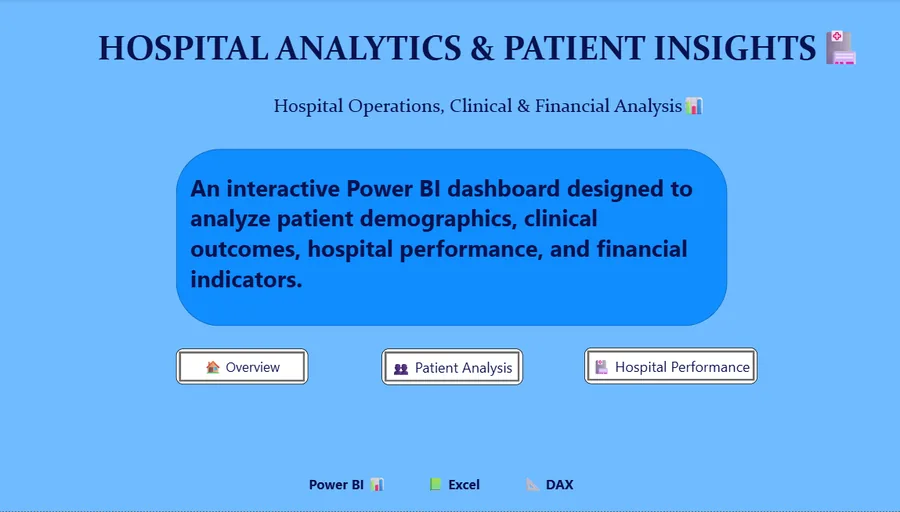 HOSPITAL ANALYTICS & PATIENT INSIGHTS
Hospital Operations, Clinical & Financial Analysis
An interactive Power BI dashboard designed to
analyze patient demographics, clinical
outcomes, hospital performance, and financial
indicators.
Overview
Patient Analysis
Hospital Performance
Power BI
Excel
DAX